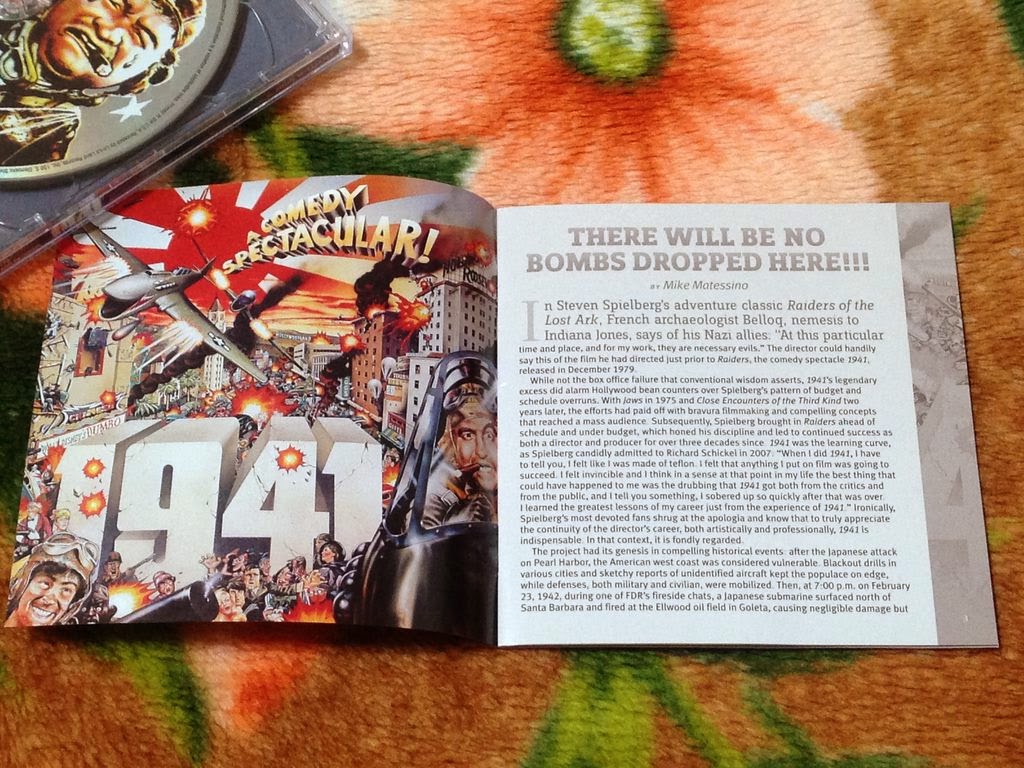 A COMEDY
SPECTACULAR!
HOTEL
ROOSEV
DUMBO
1941
THERE WILL BE NO
BOMBS DROPPED HERE!!!
BY Mike Matessino
In Steven Spielberg's adventure classic Raiders of the
Lost Ark, French archaeologist Belloq, nemesis to
Indiana Jones, says of his Nazi allies. "At this particular
time and place, and for my work, they are necessary evils." The director could handily
say this of the film he had directed just prior to Raiders, the comedy spectacle 1941,
released in December 1979.
While not the box office failure that conventional wisdom asserts, 1941's legendary
excess did alarm Hollywood bean counters over Spielberg's pattern of budget and
schedule overruns. With Jaws in 1975 and Close Encounters of the Third Kind two
years later, the efforts had paid off with bravura filmmaking and compelling concepts
that reached a mass audience. Subsequently, Spielberg brought in Raiders ahead of
schedule and under budget, which honed his discipline and led to continued success as
both a director and producer for over three decades since. 1941 was the learning curve,
as Spielberg candidly admitted to Richard Schickel in 2007: "When I did 1941, I have
to tell you, I felt like I was made of teflon. I felt that anything I put on film was going to
succeed. I felt invincible and I think in a sense at that point in my life the best thing that
could have happened to me was the drubbing that 1941 got both from the critics and
from the public, and I tell you something, I sobered up so quickly after that was over.
I learned the greatest lessons of my career just from the experience of 1941." Ironically,
Spielberg's most devoted fans shrug at the apologia and know that to truly appreciate
the continuity of the director's career, both artistically and professionally, 1941 is
indispensable. In that context, it is fondly regarded.
The project had its genesis in compelling historical events: after the Japanese attack
on Pearl Harbor, the American west coast was considered vulnerable. Blackout drills in
various cities and sketchy reports of unidentified aircraft kept the populace on edge,
while defenses, both military and civilian, were mobilized. Then, at 7:00 p.m. on February
23, 1942, during one of FDR's fireside chats, a Japanese submarine surfaced north of
Santa Barbara and fired at the Ellwood oil field in Goleta, causing negligible damage but